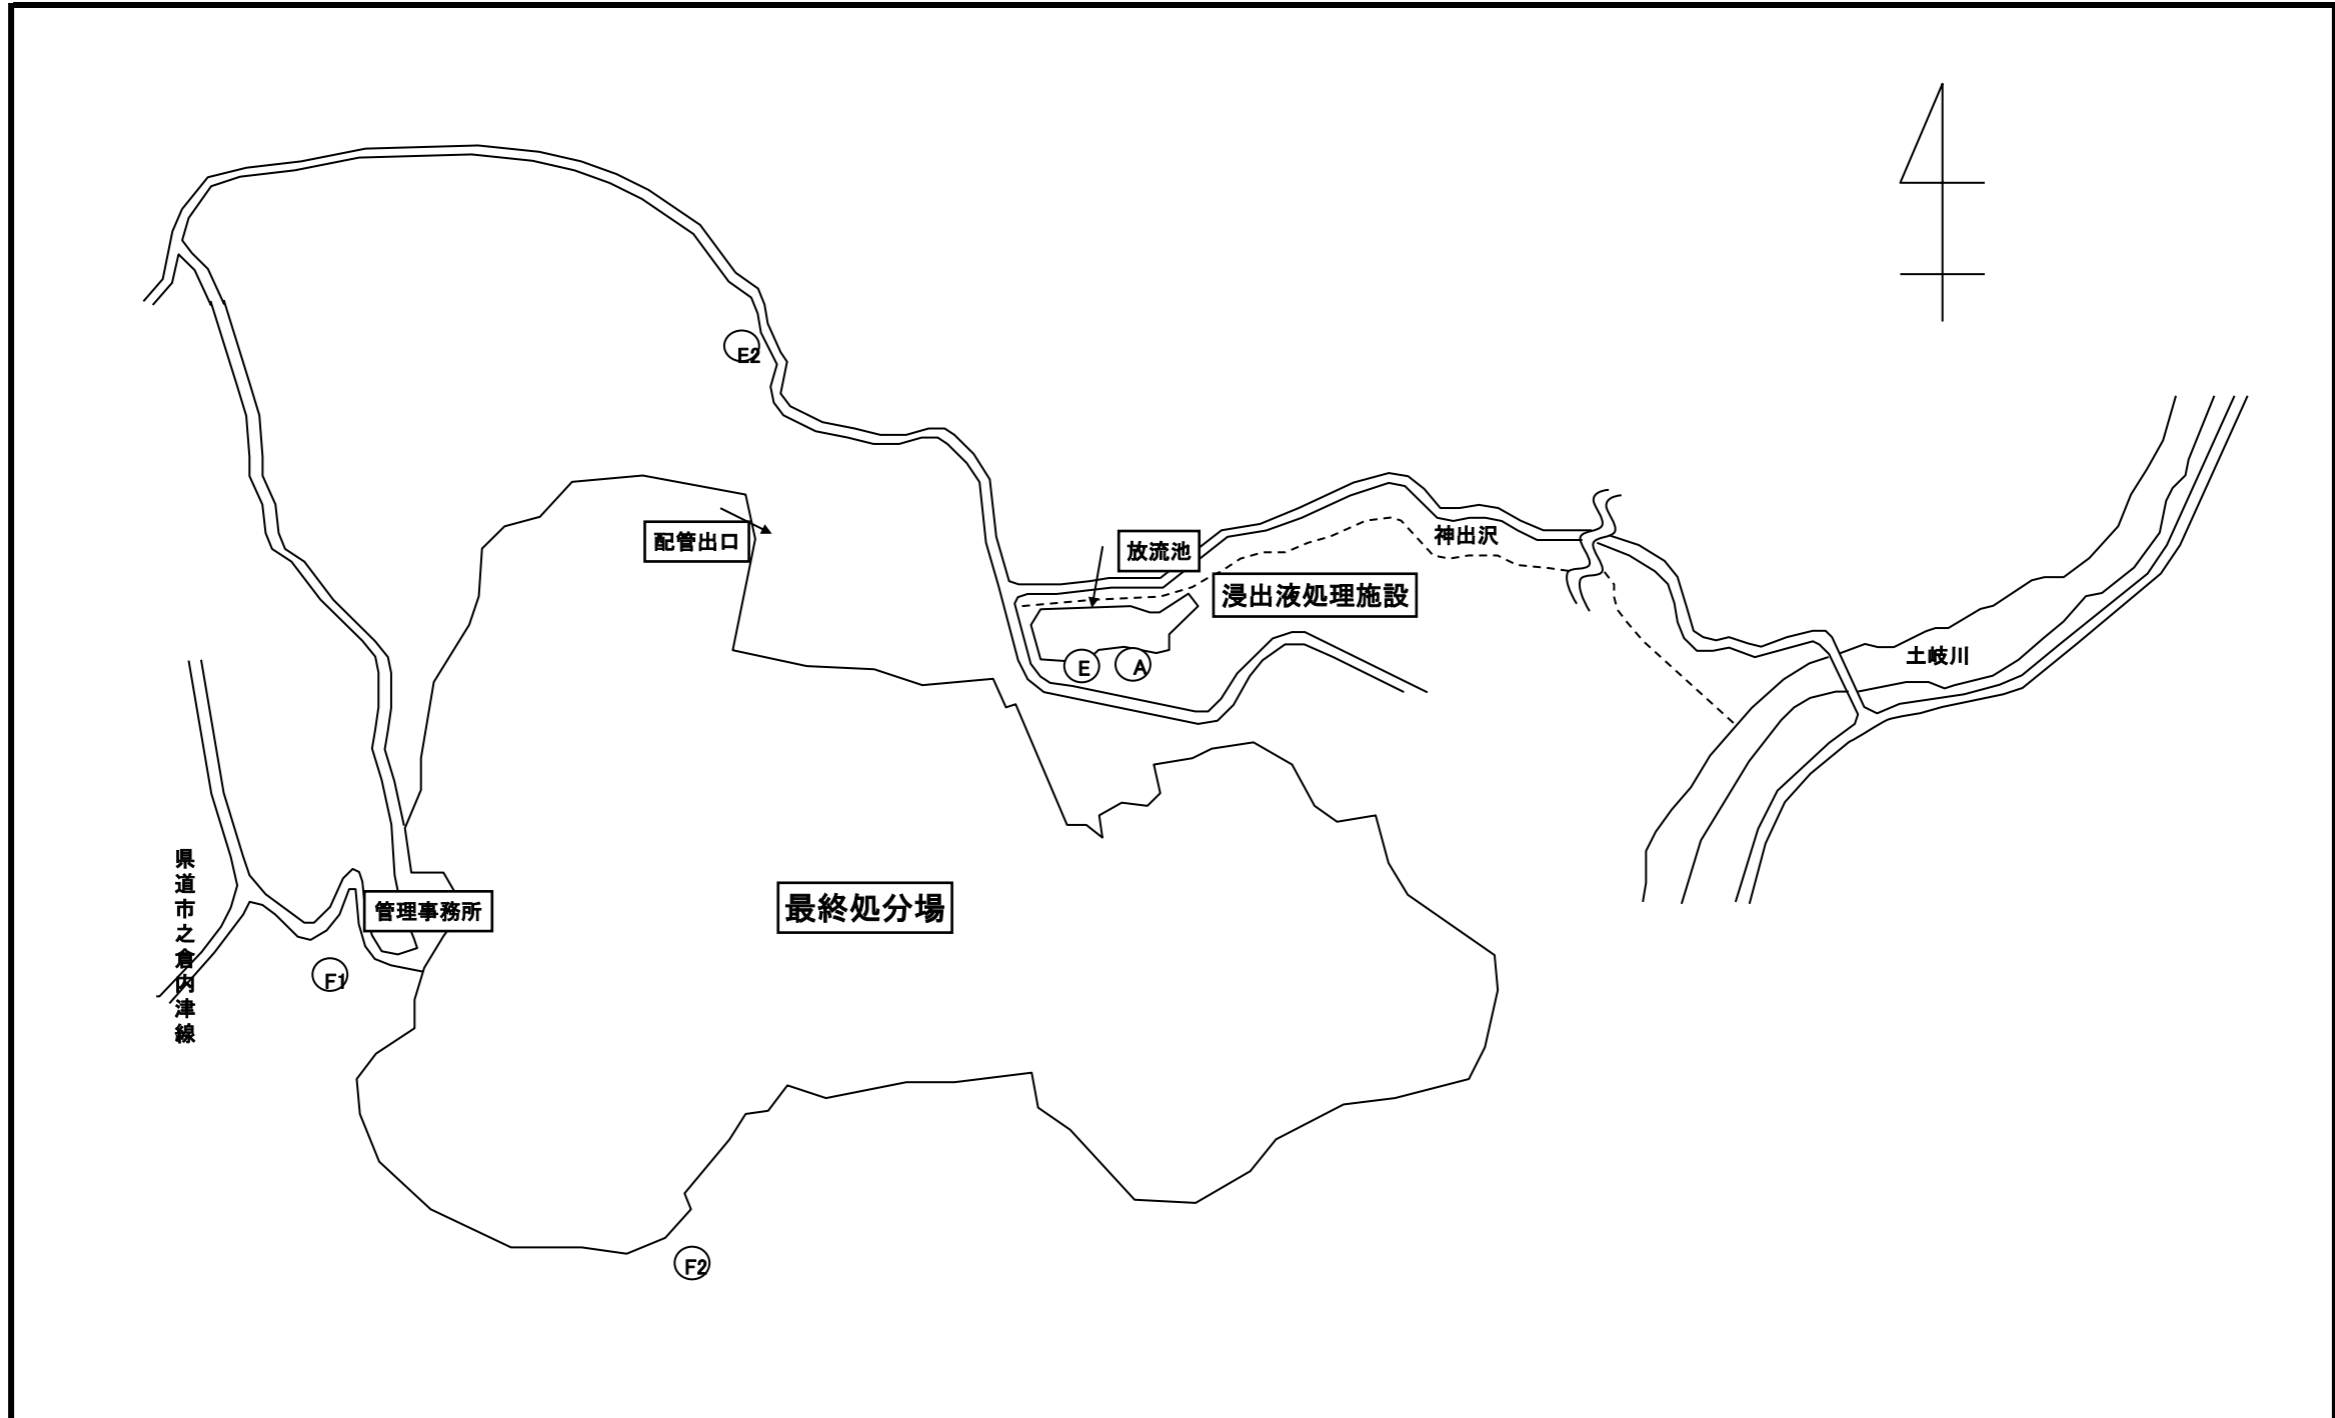 E2
神出沢
配管出口
放流池
浸出液処理施設
土岐川
E
A
県道市之倉内津線
管理事務所
最終処分場
F1
F2